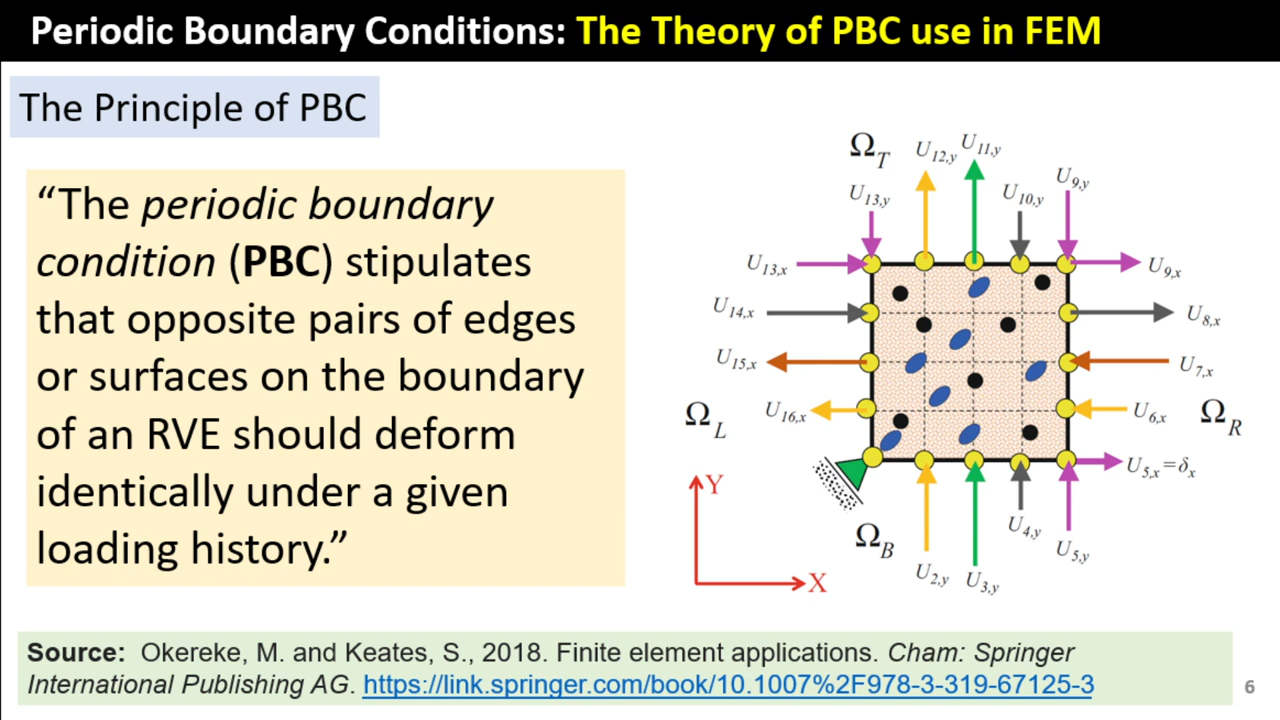 Periodic Boundary Conditions: The Theory of PBC use in FEM
The Principle of PBC
“The periodic boundary
condition (PBC) stipulates
that opposite pairs of edges
or surfaces on the boundary
of an RVE should deform
identically under a given
loading history.”
Ω_T
U_12,y
U_11,y
U_13,y
U_10,y
U_9,y
U_13,x
U_9,x
U_14,x
U_8,x
U_15,x
U_7,x
Ω_L
U_16,x
U_6,x
Ω_R
U_5,x=δ_x
Y
Ω_B
U_4,y
U_5,y
U_2,y
U_3,y
X
Source: Okereke, M. and Keates, S., 2018. Finite element applications. Cham: Springer
International Publishing AG. https://link.springer.com/book/10.1007%2F978-3-319-67125-3
6